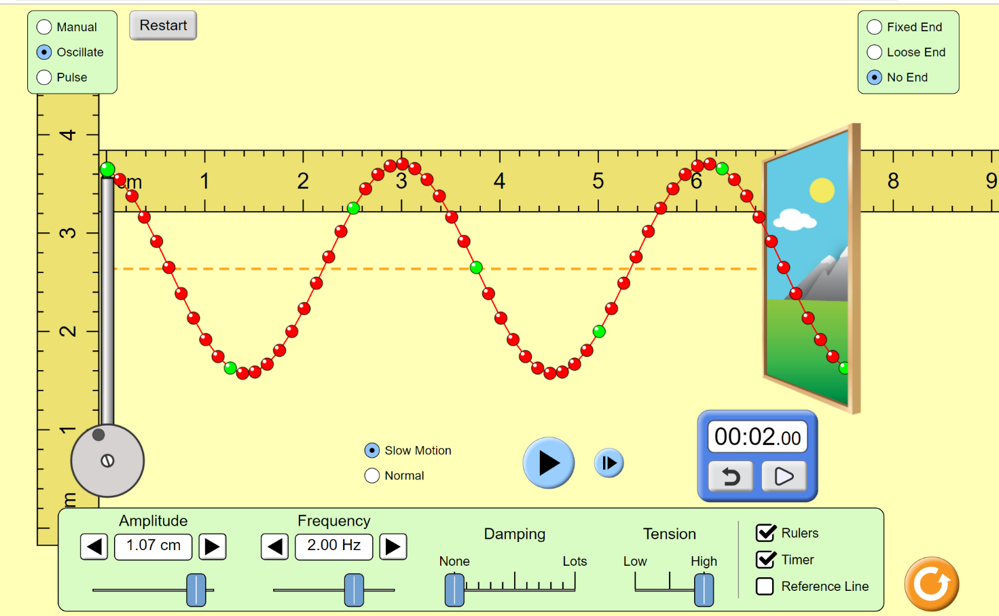 Manual
Restart
Fixed End
Oscillate
Loose End
Pulse
No End
4
cm 1 2 3 4 5 6 8 9
3
2
1
Slow Motion
Normal
00:02.00
m
Amplitude
Frequency
Damping
Tension
Rulers
1.07 cm
2.00 Hz
None
Lots
Low
High
Timer
Reference Line